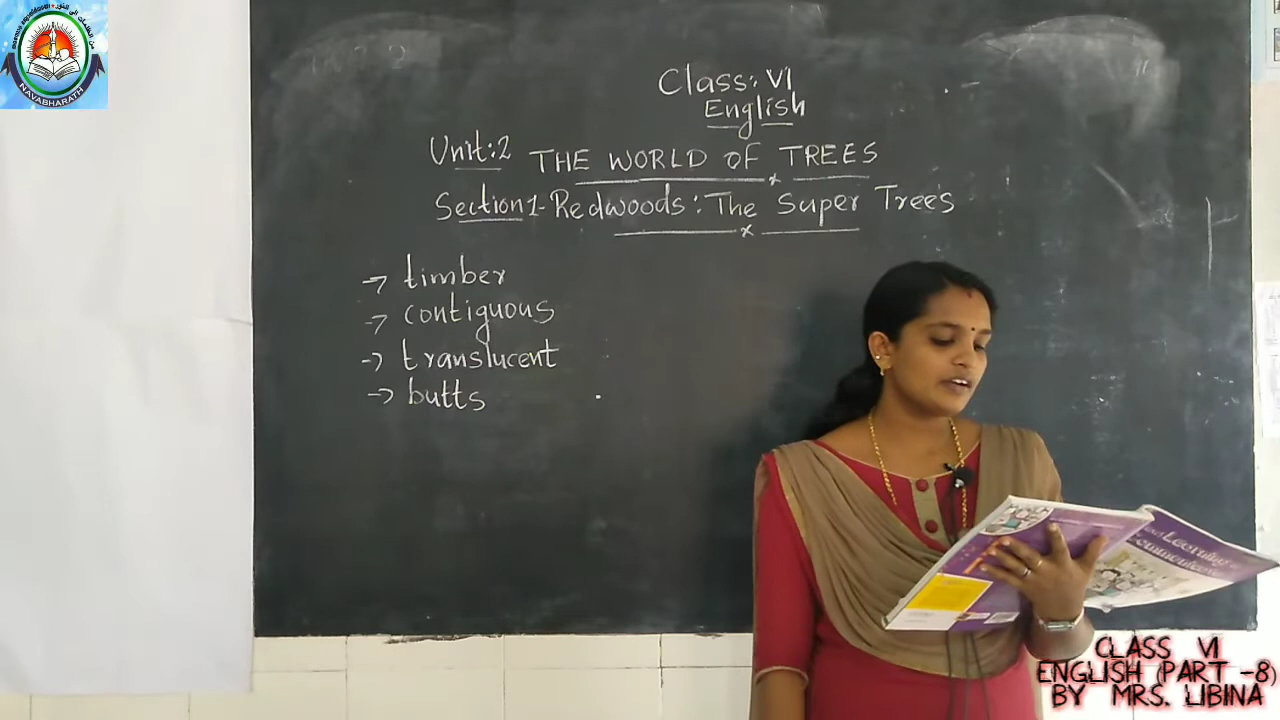 NAVABHARATH
Class: VI
English
Unit:2 THE WORLD OF TREES
Section 1-Redwoods: The Super Trees
→ timber
→ contiguous
→ translucent
→ butts
Learning
CLASS VI
ENGLISH (PART -8)
BY MRS. LIBINA